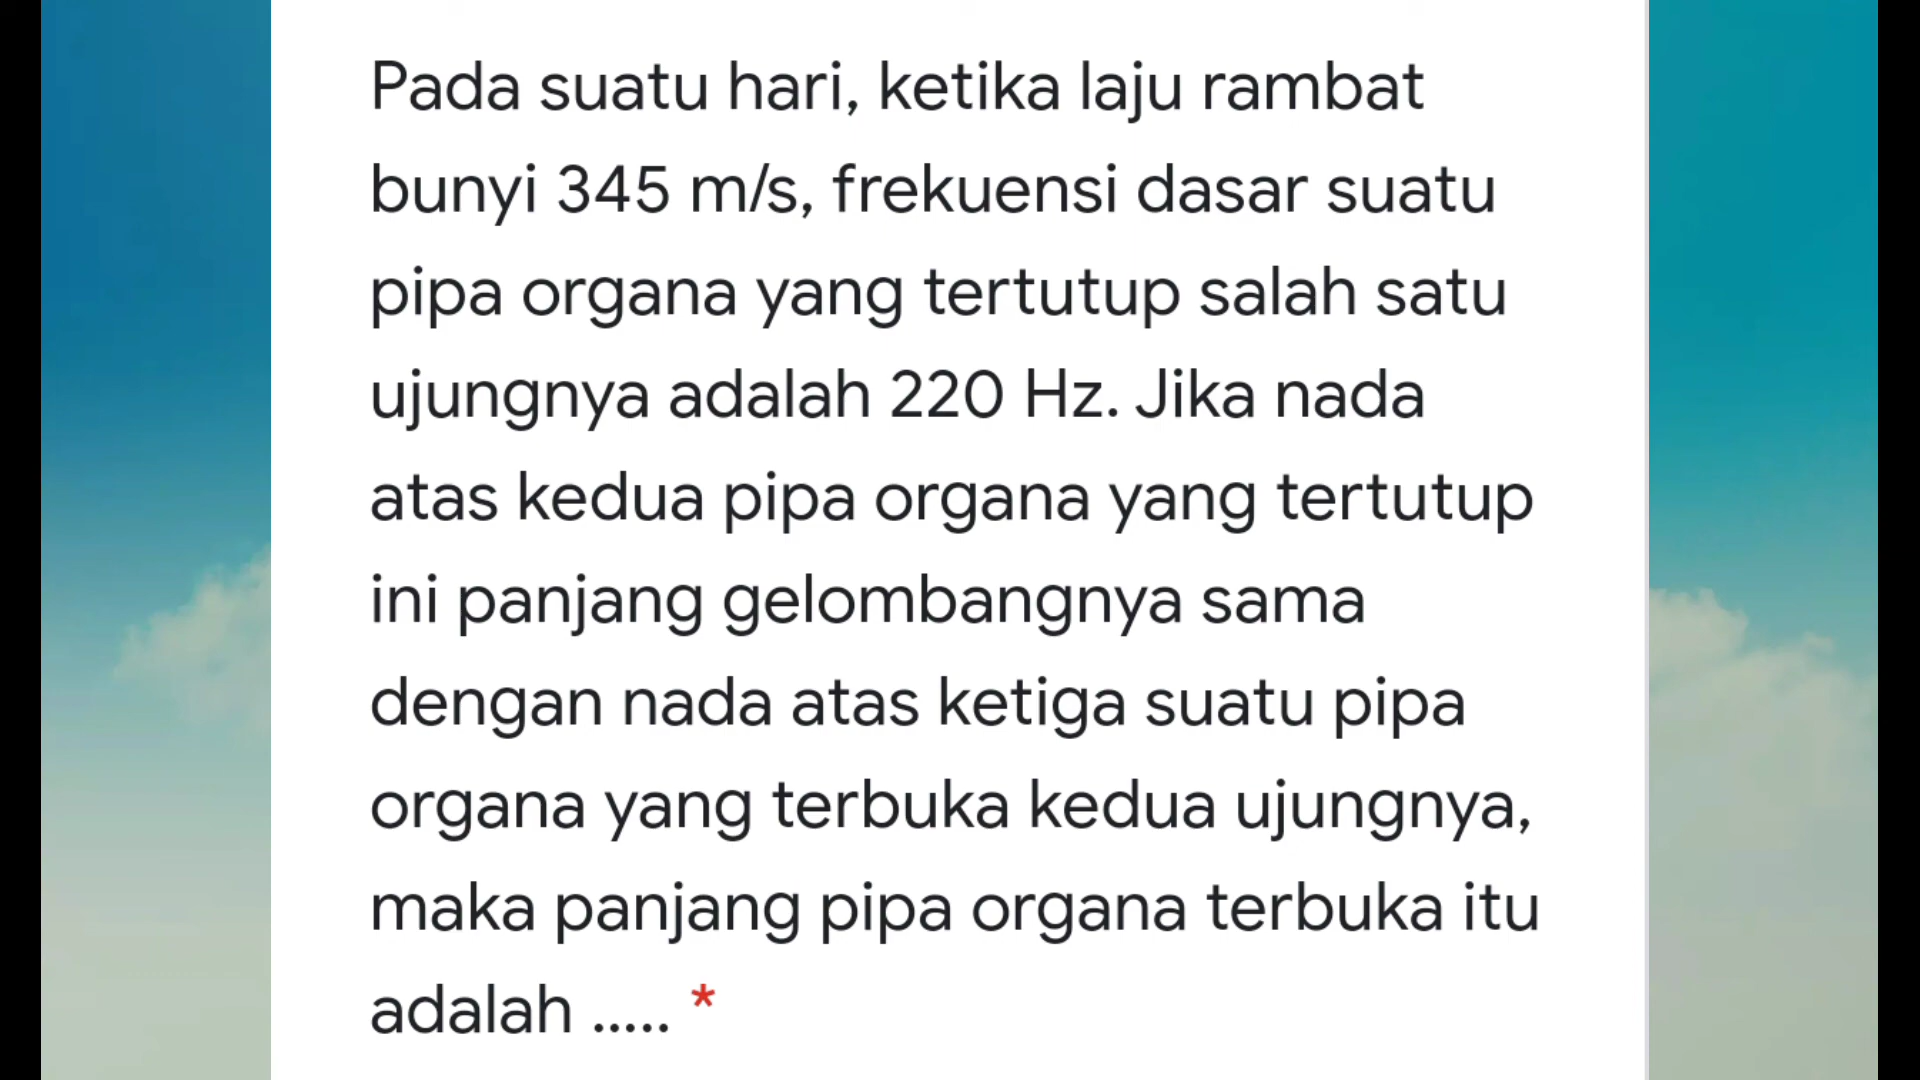 Pada suatu hari, ketika laju rambat
bunyi 345 m/s, frekuensi dasar suatu
pipa organa yang tertutup salah satu
ujungnya adalah 220 Hz. Jika nada
atas kedua pipa organa yang tertutup
ini panjang gelombangnya sama
dengan nada atas ketiga suatu pipa
organa yang terbuka kedua ujungnya,
maka panjang pipa organa terbuka itu
adalah ..... *